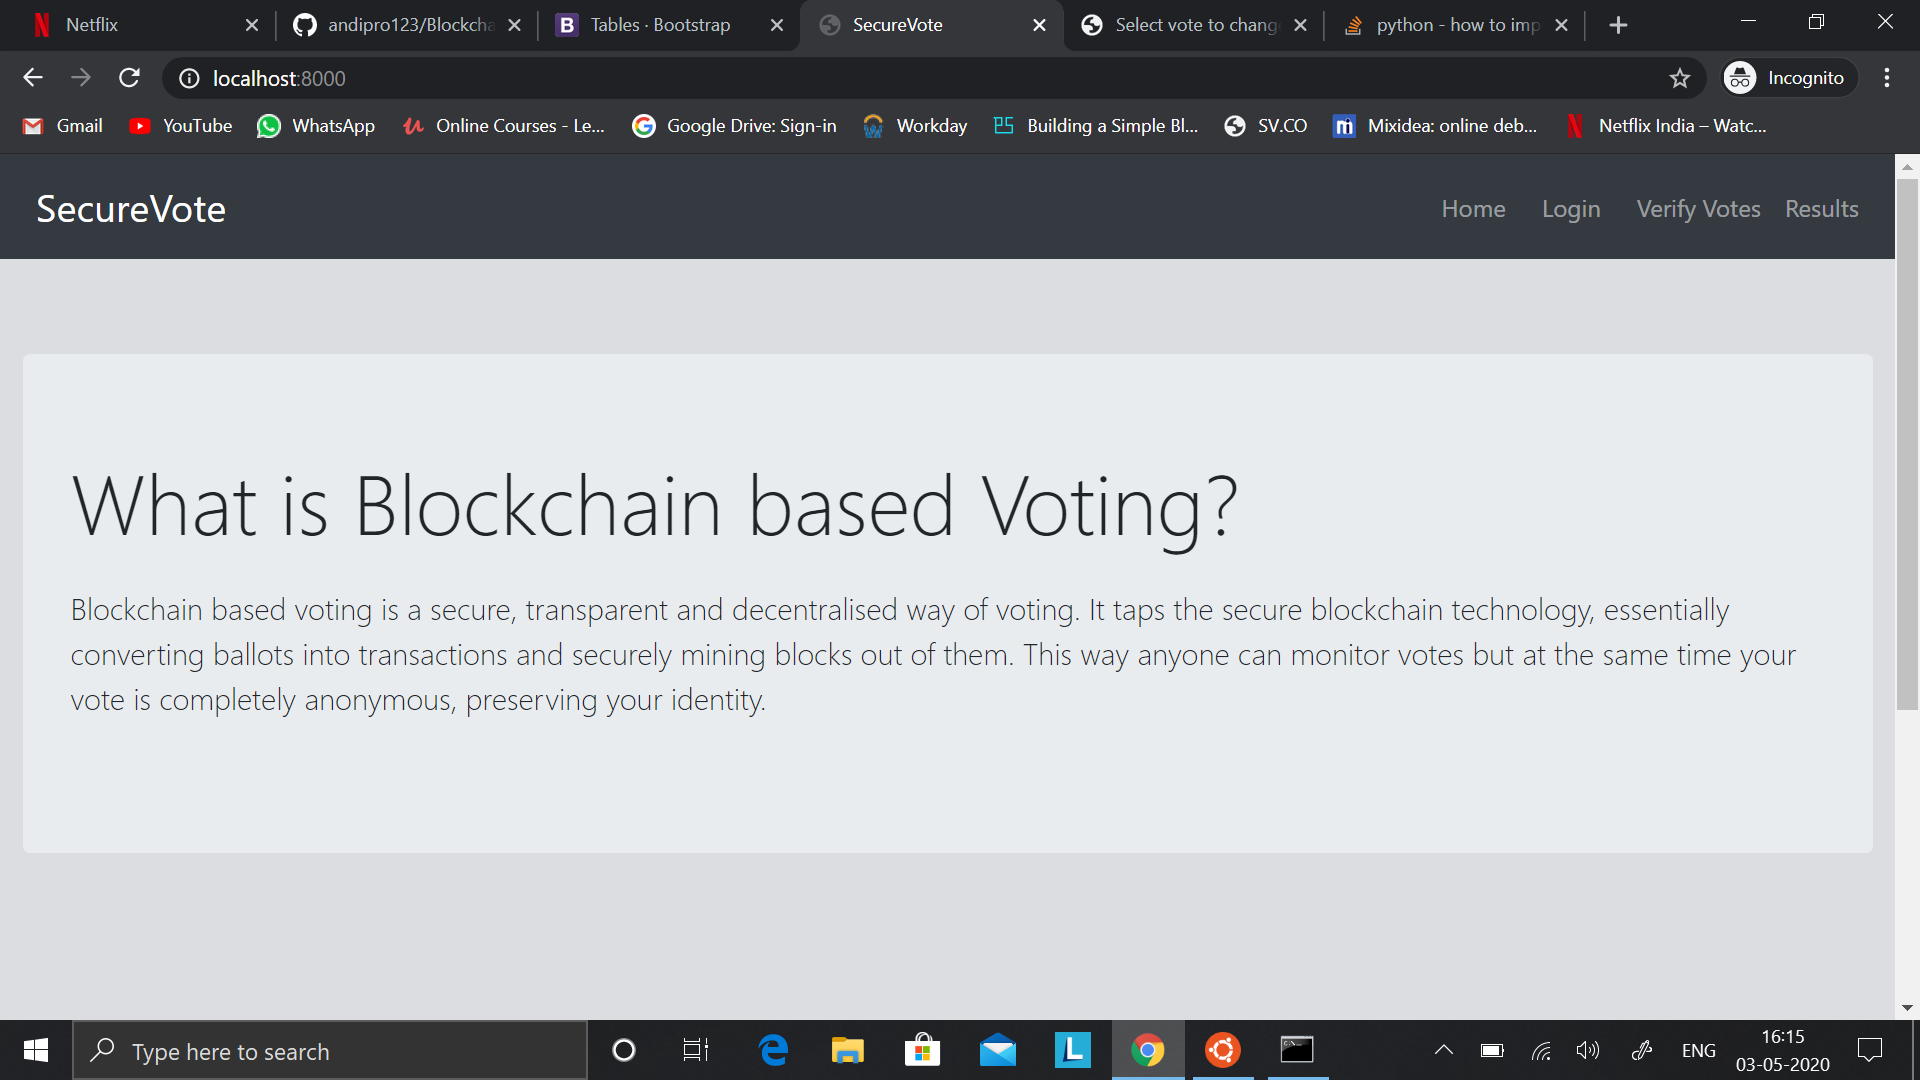 Netflix
andipro123/Blockcha
Tables · Bootstrap
SecureVote
Select vote to chang
python - how to imp
localhost:8000
Incognito
Gmail
YouTube
WhatsApp
Online Courses - Le...
Google Drive: Sign-in
Workday
Building a Simple Bl...
SV.CO
Mixidea: online deb...
Netflix India – Watc...
SecureVote
Home
Login
Verify Votes
Results
What is Blockchain based Voting?
Blockchain based voting is a secure, transparent and decentralised way of voting. It taps the secure blockchain technology, essentially
converting ballots into transactions and securely mining blocks out of them. This way anyone can monitor votes but at the same time your
vote is completely anonymous, preserving your identity.
Type here to search
ENG
16:15
03-05-2020